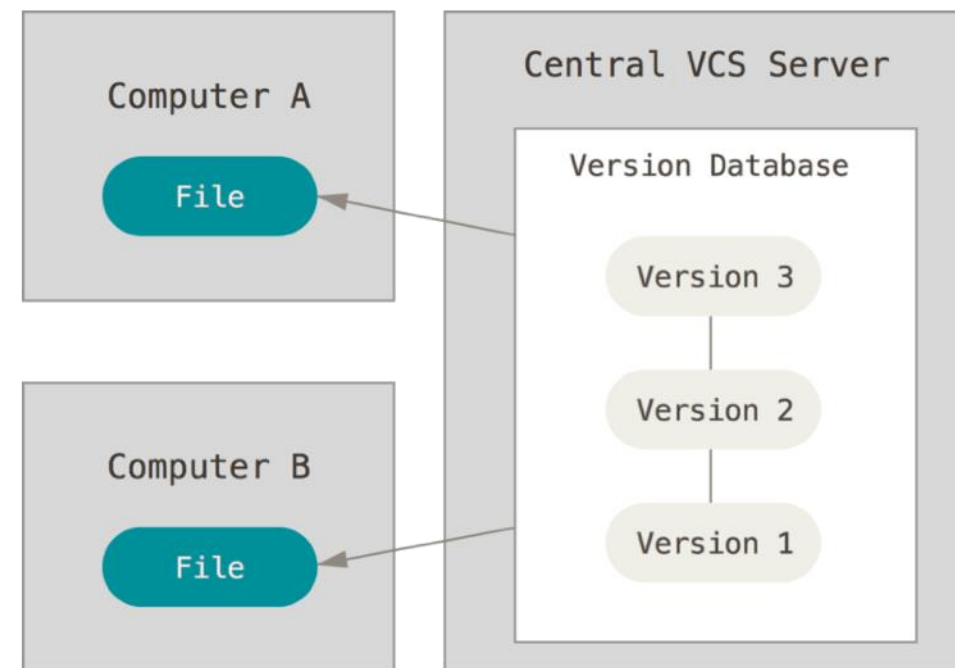 Computer A
File
Computer B
File
Central VCS Server
Version Database
Version 3
Version 2
Version 1